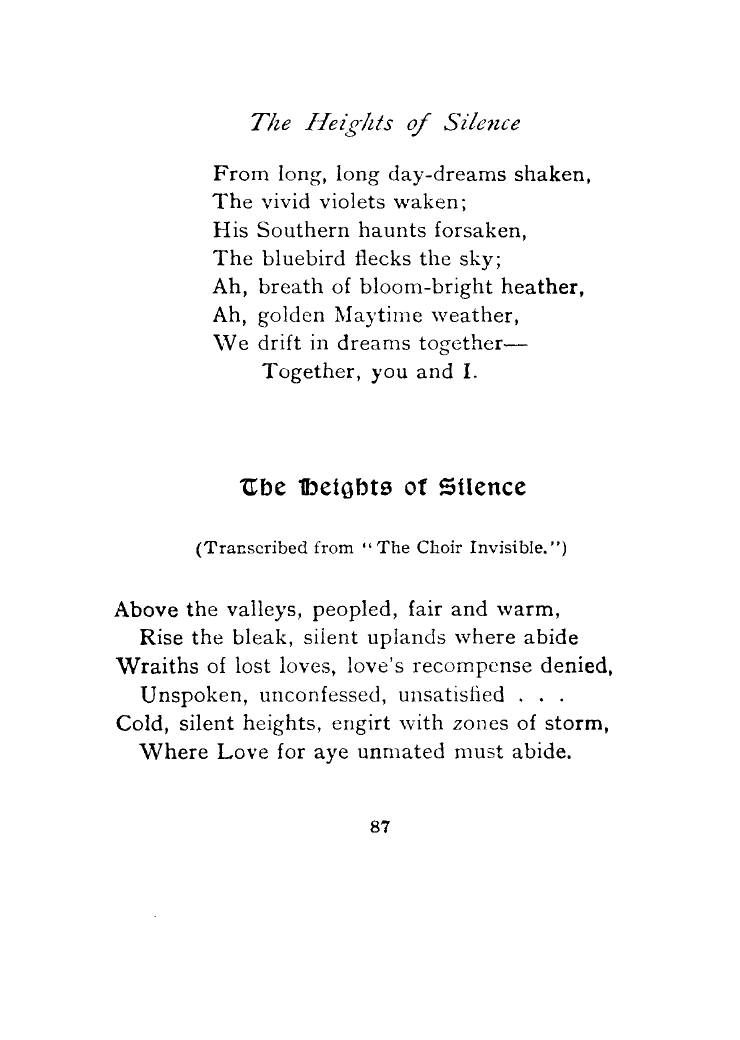 The Heights of Silence
From long, long day-dreams shaken,
The vivid violets waken;
His Southern haunts forsaken,
The bluebird flecks the sky;
Ah, breath of bloom-bright heather,
Ah, golden Maytime weather,
We drift in dreams together—
Together, you and I.
The Heights of Silence
(Transcribed from "The Choir Invisible.")
Above the valleys, peopled, fair and warm,
Rise the bleak, silent uplands where abide
Wraiths of lost loves, love's recompense denied,
Unspoken, unconfessed, unsatisfied . . .
Cold, silent heights, engirt with zones of storm,
Where Love for aye unmated must abide.
87